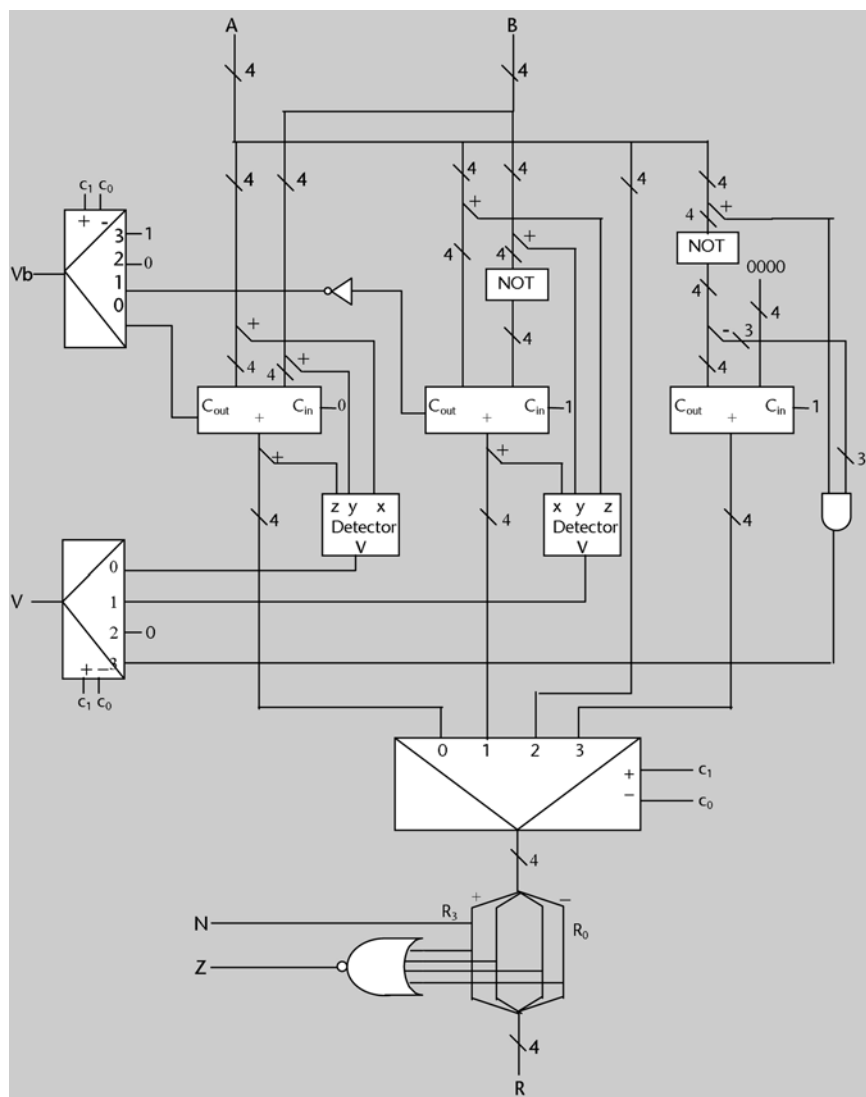 A B
4 4
c1 c0
+ -
3 1
2 0
1
0
Vb
4 4 4 4 4 4
+ + +
4 4 4
NOT NOT
0000
4 4 4
+ - 3
+
4 4 4
Cout + Cin 0
Cout + Cin 1
Cout + Cin 1
+ + 3
z y x
Detector
V
x y z
Detector
V
4 4 4
V
0
1
2 0
3
+ −
c1 c0
0 1 2 3
+ c1
− c0
4
+ −
R3 R0
N
Z
4
R